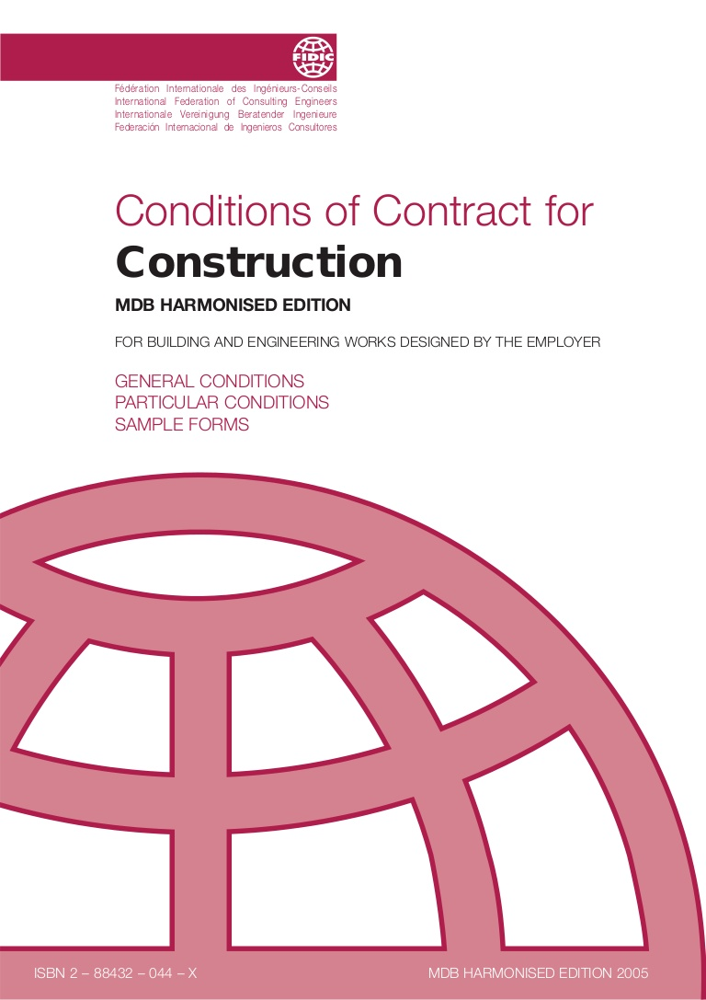 FIDIC
Fédération Internationale des Ingénieurs-Conseils
International Federation of Consulting Engineers
Internationale Vereinigung Beratender Ingenieure
Federación Internacional de Ingenieros Consultores
Conditions of Contract for
Construction
MDB HARMONISED EDITION
FOR BUILDING AND ENGINEERING WORKS DESIGNED BY THE EMPLOYER
GENERAL CONDITIONS
PARTICULAR CONDITIONS
SAMPLE FORMS
ISBN 2 – 88432 – 044 – X
MDB HARMONISED EDITION 2005